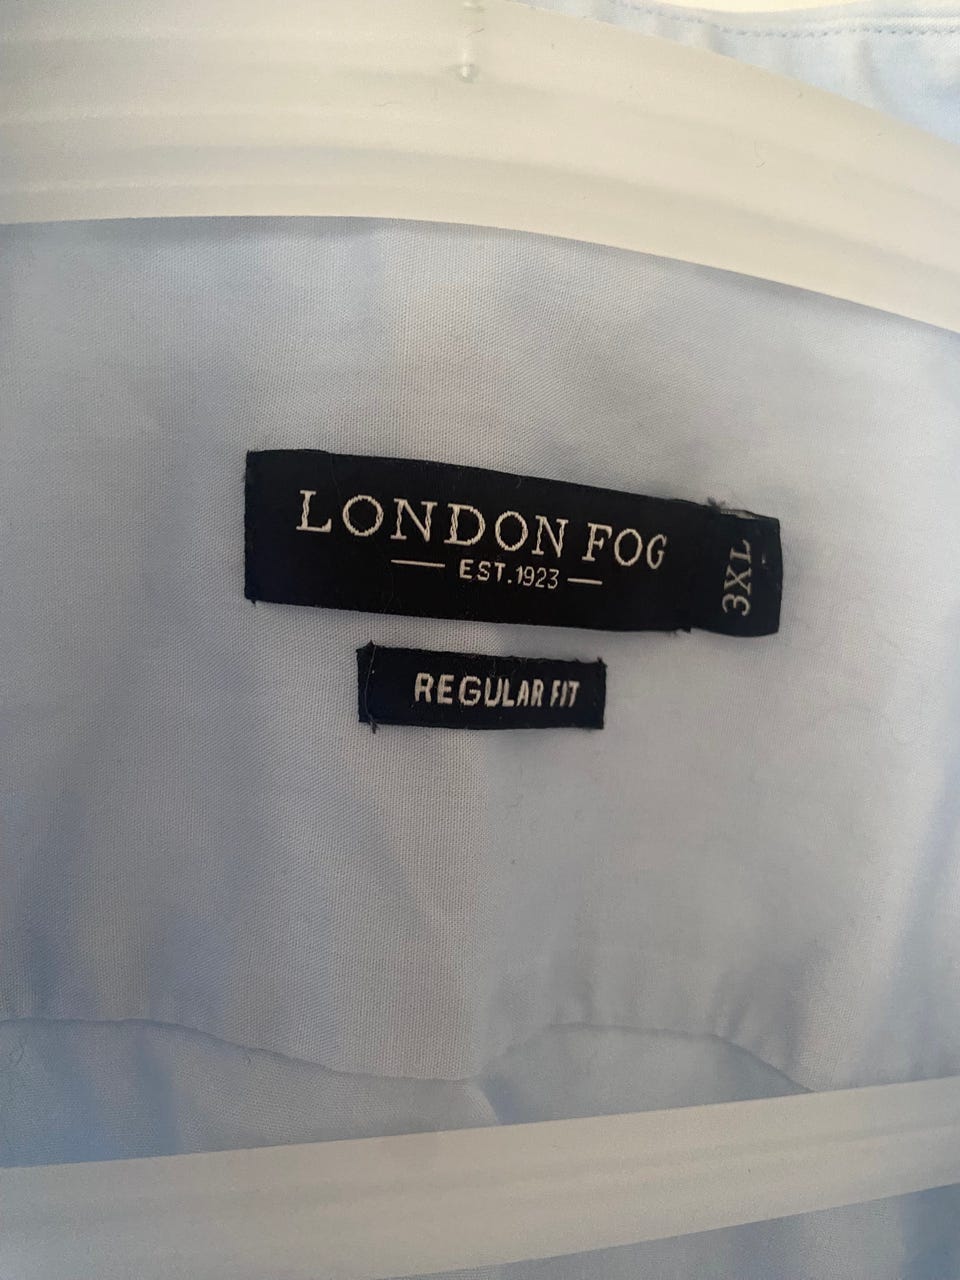 LONDON FOG
EST.1923
3XL
REGULAR FIT